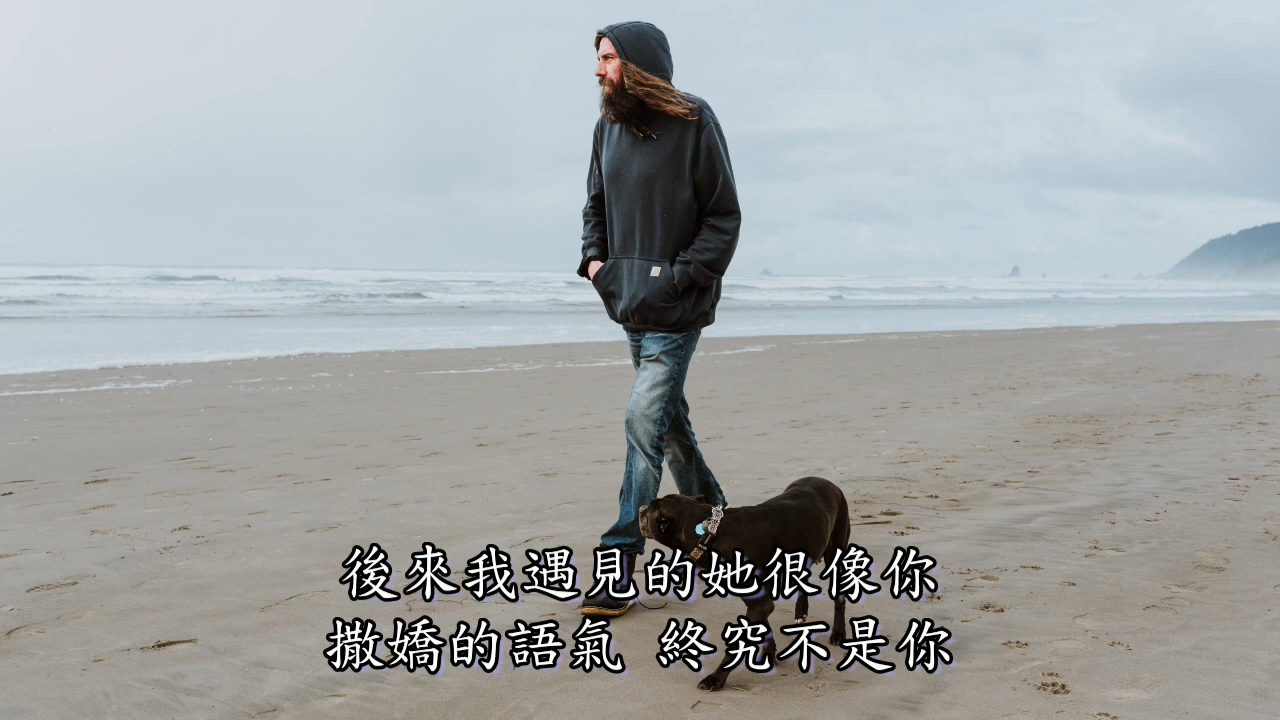 後來我遇見的她很像你
撒嬌的語氣 終究不是你